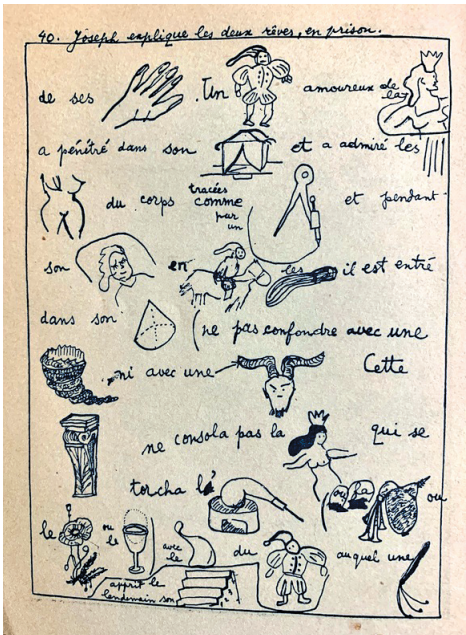 40. Joseph explique les deux rêves, en prison.
de ses . Un amoureux de la
a pénétré dans son et a admiré les
du corps tracées comme par un et pendant
son en les il est entré
dans son (ne pas confondre avec une
ni avec une Cette
ne consola pas la qui se
torcha l' ou la ou
le ou le avec le du auquel une
apprit le lendemain son